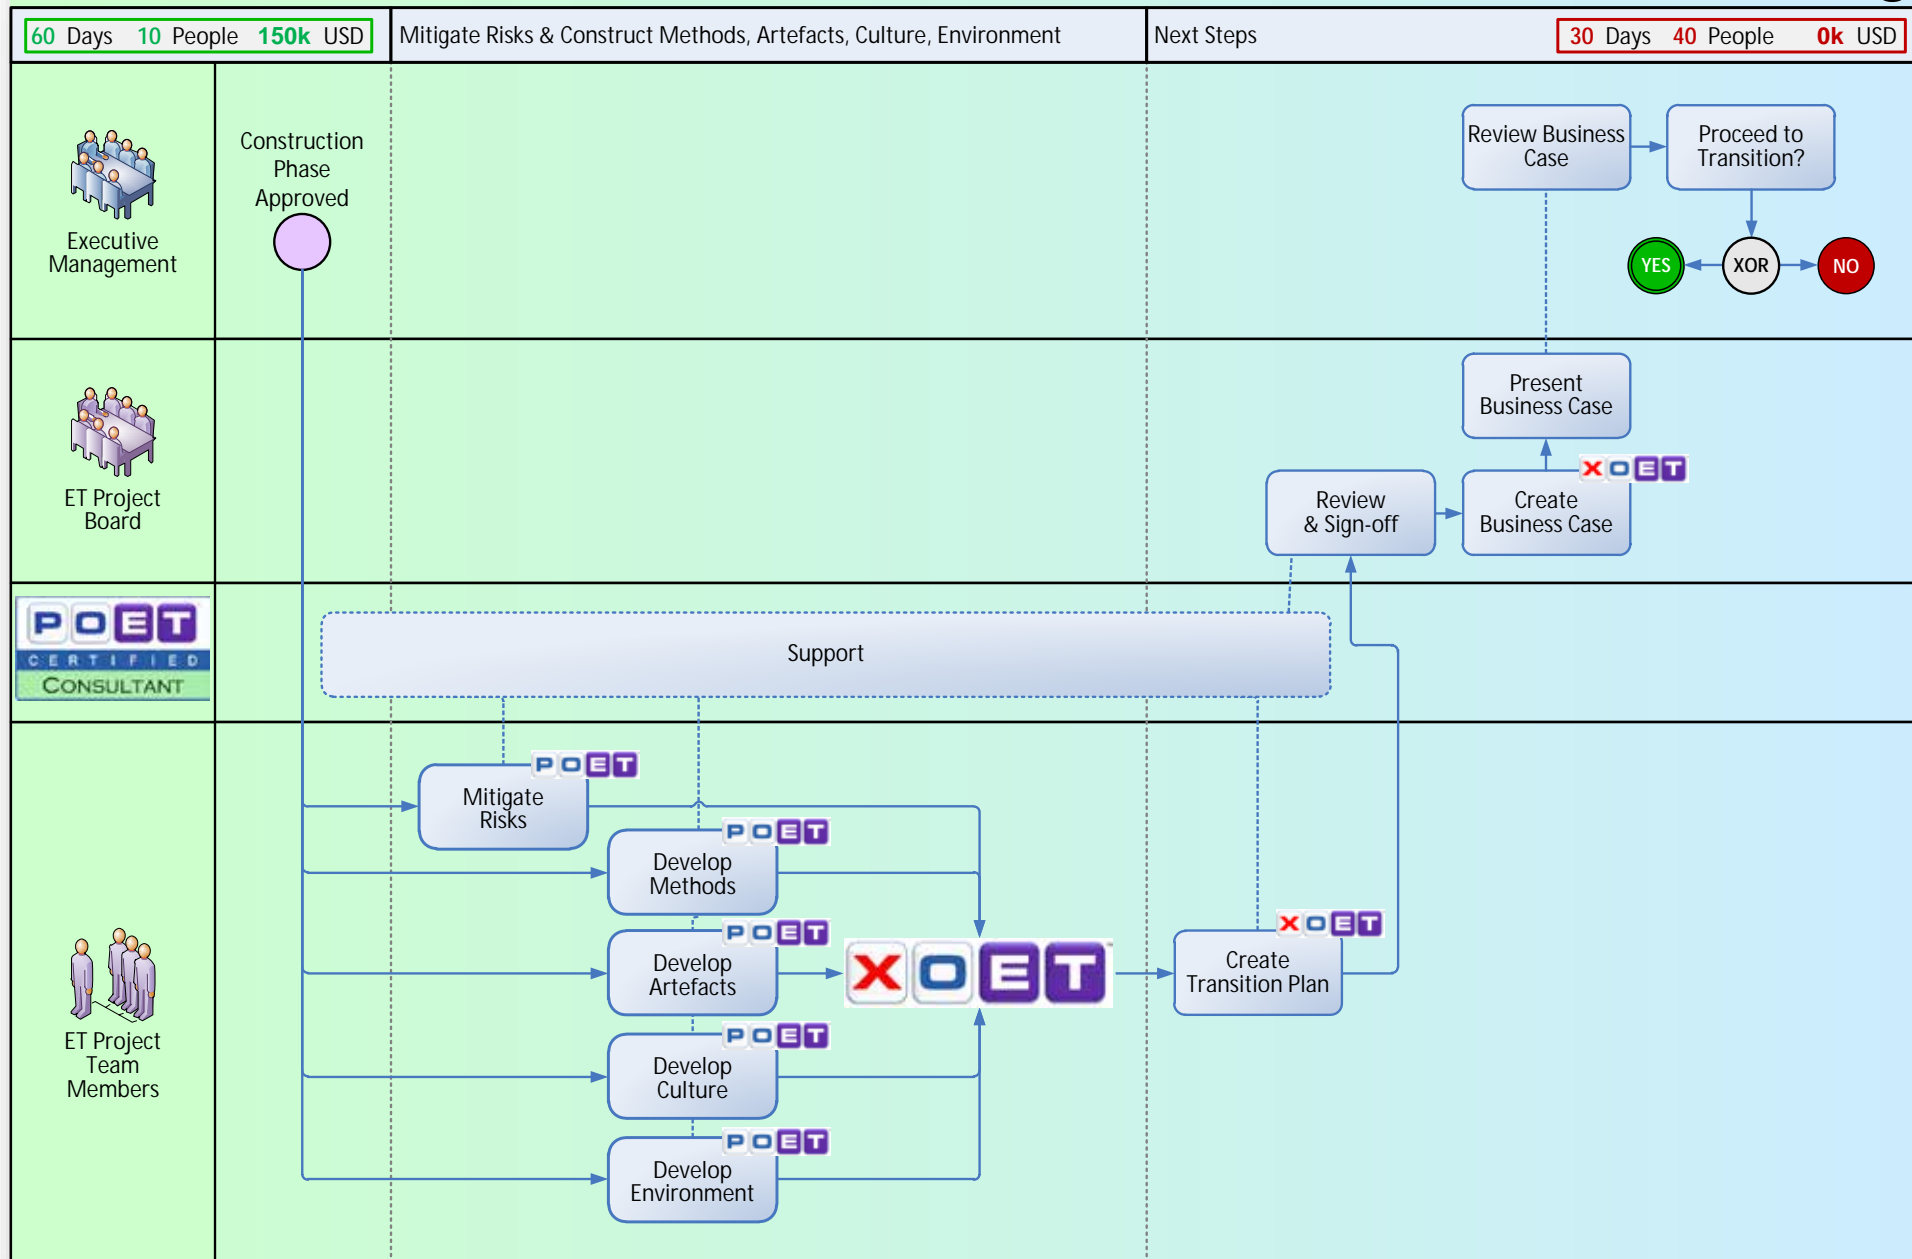 60 Days 10 People 150k USD
Mitigate Risks & Construct Methods, Artefacts, Culture, Environment
Next Steps
30 Days 40 People 0k USD
Executive
Management
Construction
Phase
Approved
Review Business
Case
Proceed to
Transition?
YES
XOR
NO
ET Project
Board
Present
Business Case
Review
& Sign-off
XOET
Create
Business Case
POET
CERTIFIED
CONSULTANT
Support
ET Project
Team
Members
POET
Mitigate
Risks
POET
Develop
Methods
POET
Develop
Artefacts
XOET™
XOET
Create
Transition Plan
POET
Develop
Culture
POET
Develop
Environment